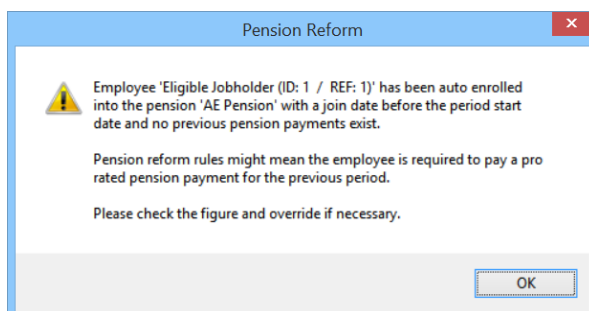 Pension Reform
Employee 'Eligible Jobholder (ID: 1 / REF: 1)' has been auto enrolled
into the pension 'AE Pension' with a join date before the period start
date and no previous pension payments exist.
Pension reform rules might mean the employee is required to pay a pro
rated pension payment for the previous period.
Please check the figure and override if necessary.
OK